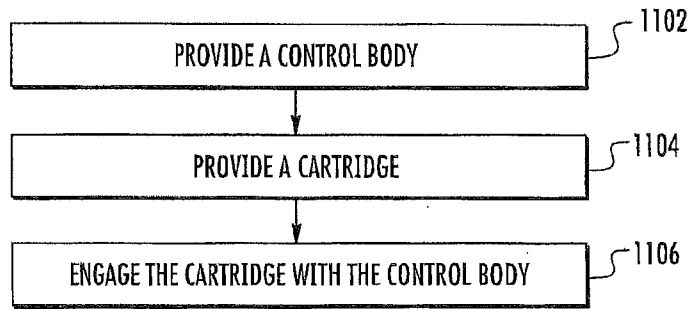 1102
PROVIDE A CONTROL BODY
1104
PROVIDE A CARTRIDGE
1106
ENGAGE THE CARTRIDGE WITH THE CONTROL BODY